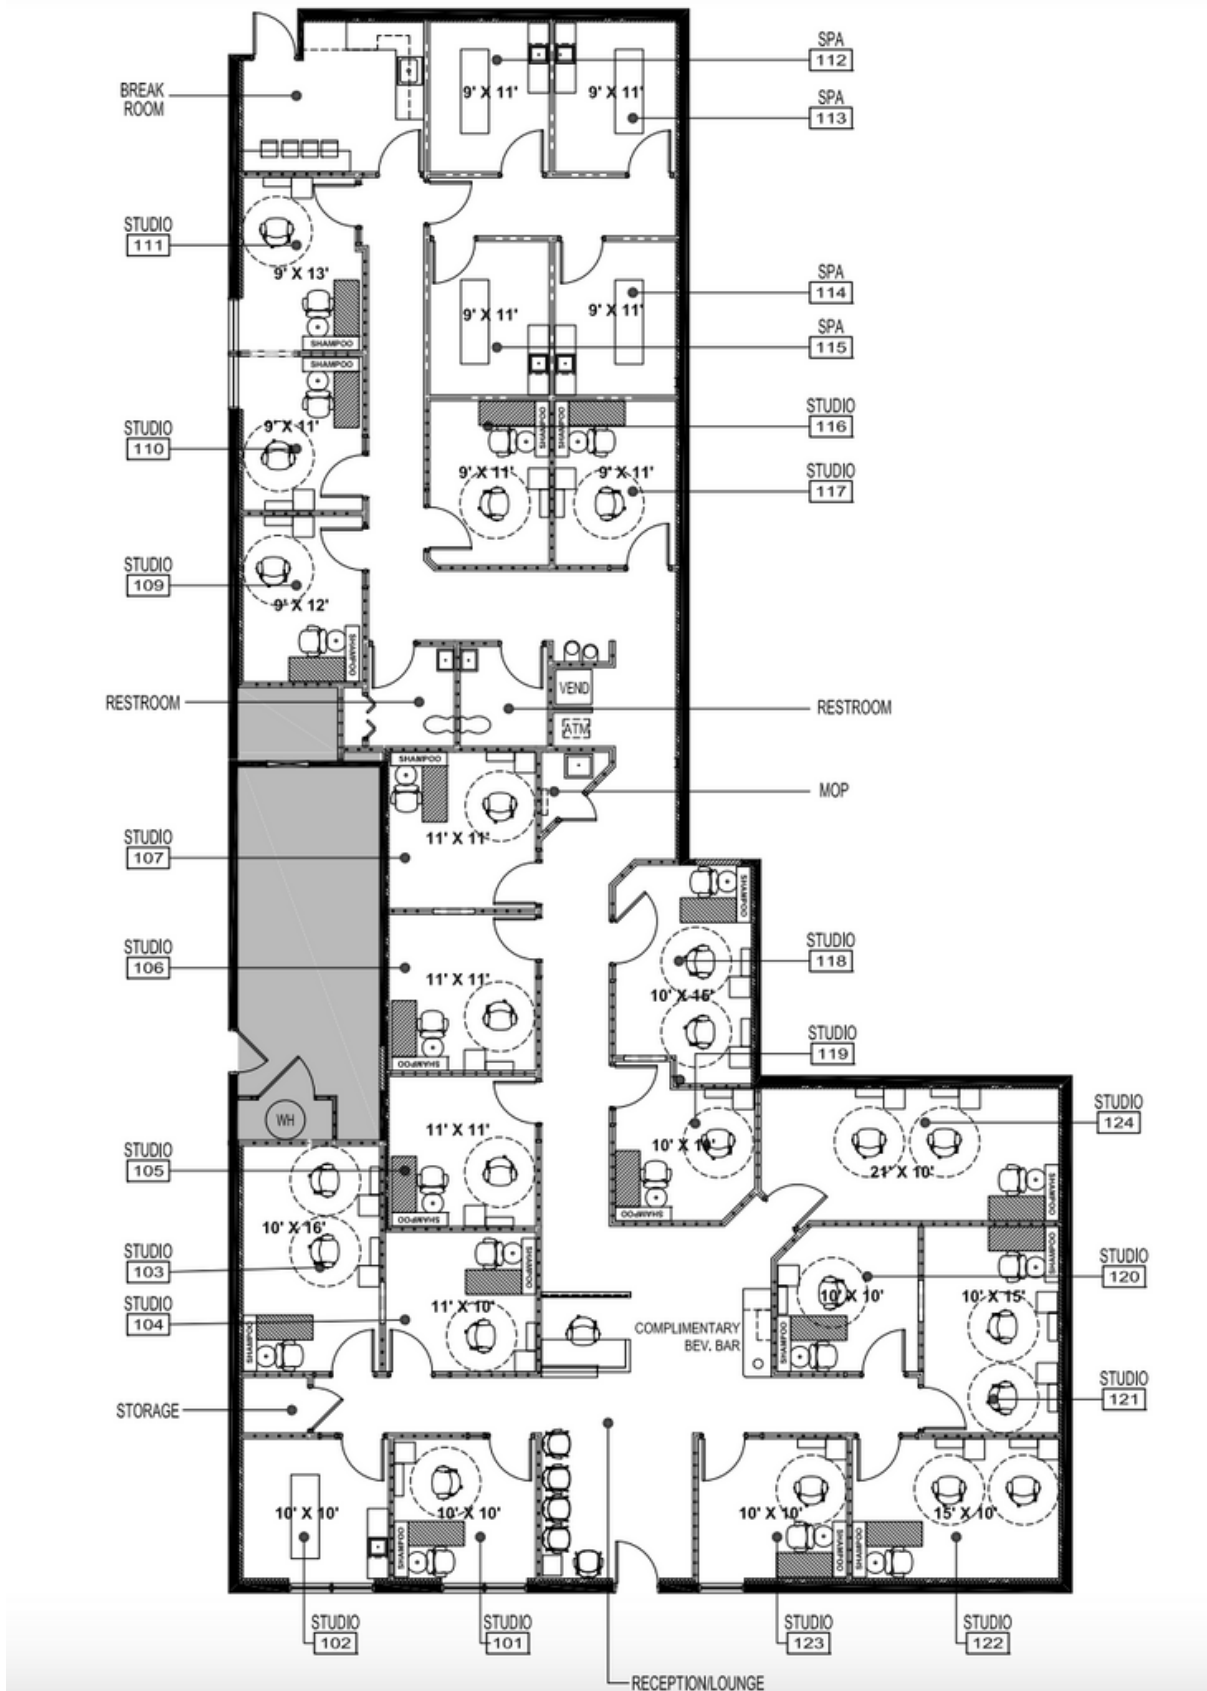 SPA
112
BREAK
ROOM
9' X 11'
9' X 11'
SPA
113
STUDIO
111
9' X 13'
SPA
114
9' X 11'
9' X 11'
SPA
115
SHAMPOO
SHAMPOO
STUDIO
116
SHAMPOO
SHAMPOO
STUDIO
110
9' X 11'
9' X 11'
9' X 11'
STUDIO
117
STUDIO
109
9' X 12'
SHAMPOO
RESTROOM
VEND
RESTROOM
ATM
SHAMPOO
MOP
STUDIO
107
11' X 11'
SHAMPOO
STUDIO
106
11' X 11'
STUDIO
118
10' X 15'
SHAMPOO
STUDIO
119
WH
STUDIO
124
STUDIO
105
11' X 11'
21' X 10'
SHAMPOO
SHAMPOO
SHAMPOO
10' X 16'
STUDIO
103
SHAMPOO
SHAMPOO
STUDIO
120
STUDIO
104
11' X 10'
10' X 10'
10' X 15'
SHAMPOO
COMPLIMENTARY
BEV. BAR
SHAMPOO
STORAGE
STUDIO
121
10' X 10'
10' X 10'
10' X 10'
15' X 10'
SHAMPOO
SHAMPOO
SHAMPOO
STUDIO
102
STUDIO
101
STUDIO
123
STUDIO
122
RECEPTION/LOUNGE